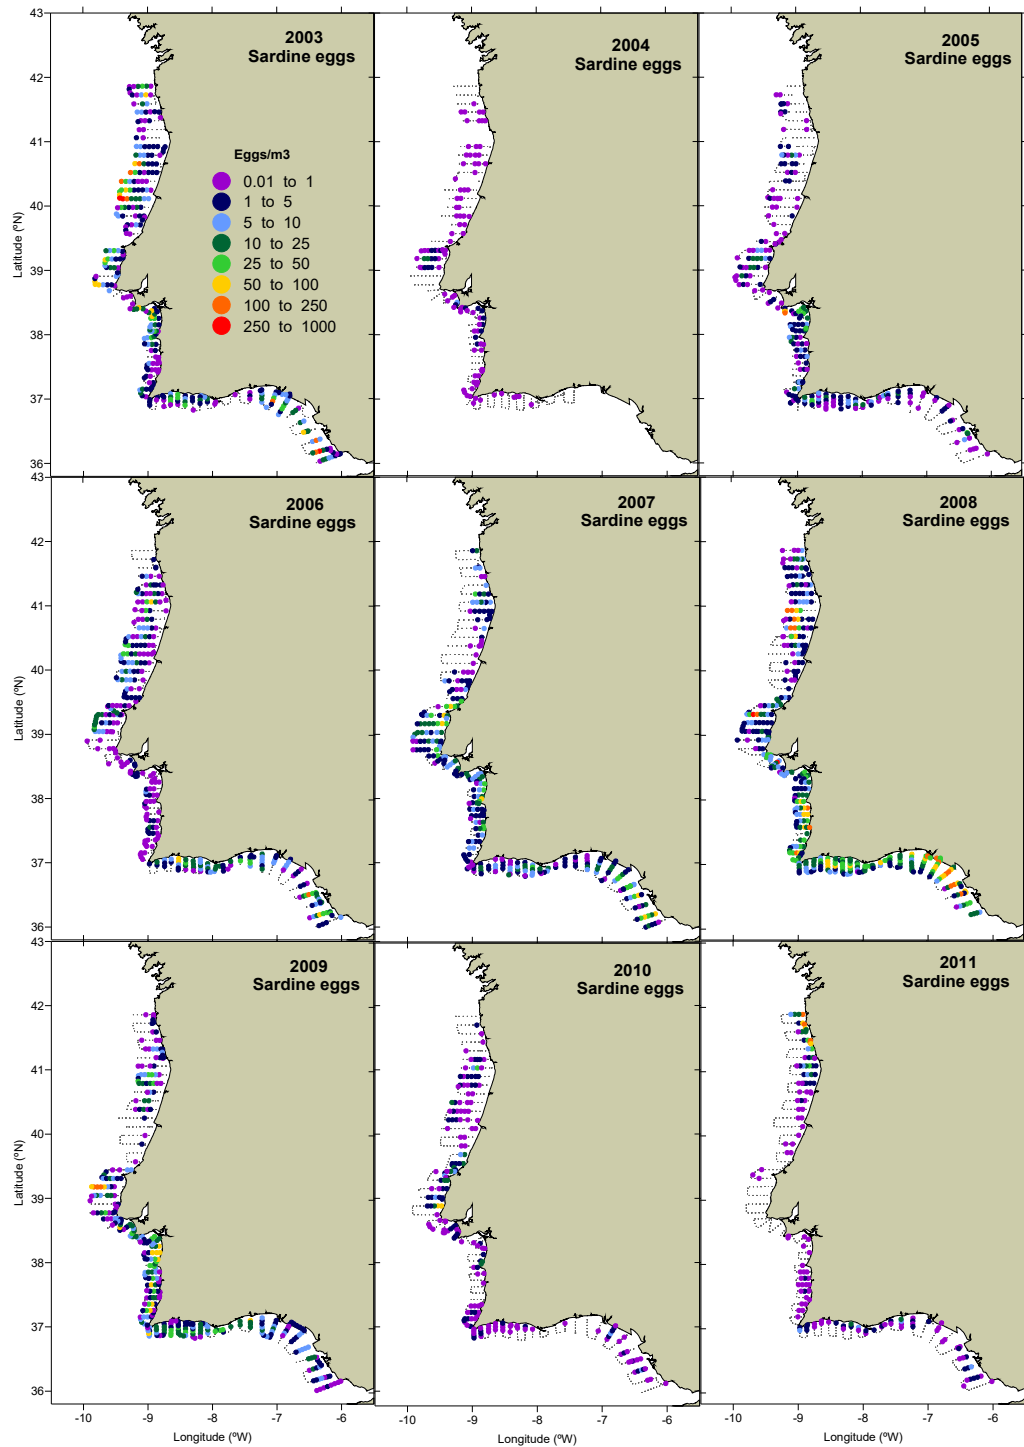 43
42
41
40
39
38
37
36
Latitude (ºN)
2003
Sardine eggs
Eggs/m3
0.01 to 1
1 to 5
5 to 10
10 to 25
25 to 50
50 to 100
100 to 250
250 to 1000
2004
Sardine eggs
2005
Sardine eggs
43
42
41
40
39
38
37
36
Latitude (ºN)
2006
Sardine eggs
2007
Sardine eggs
2008
Sardine eggs
43
42
41
40
39
38
37
36
Latitude (ºN)
2009
Sardine eggs
2010
Sardine eggs
2011
Sardine eggs
-10 -9 -8 -7 -6
Longitude (ºW)
-10 -9 -8 -7 -6
Longitude (ºW)
-10 -9 -8 -7 -6
Longitude (ºW)